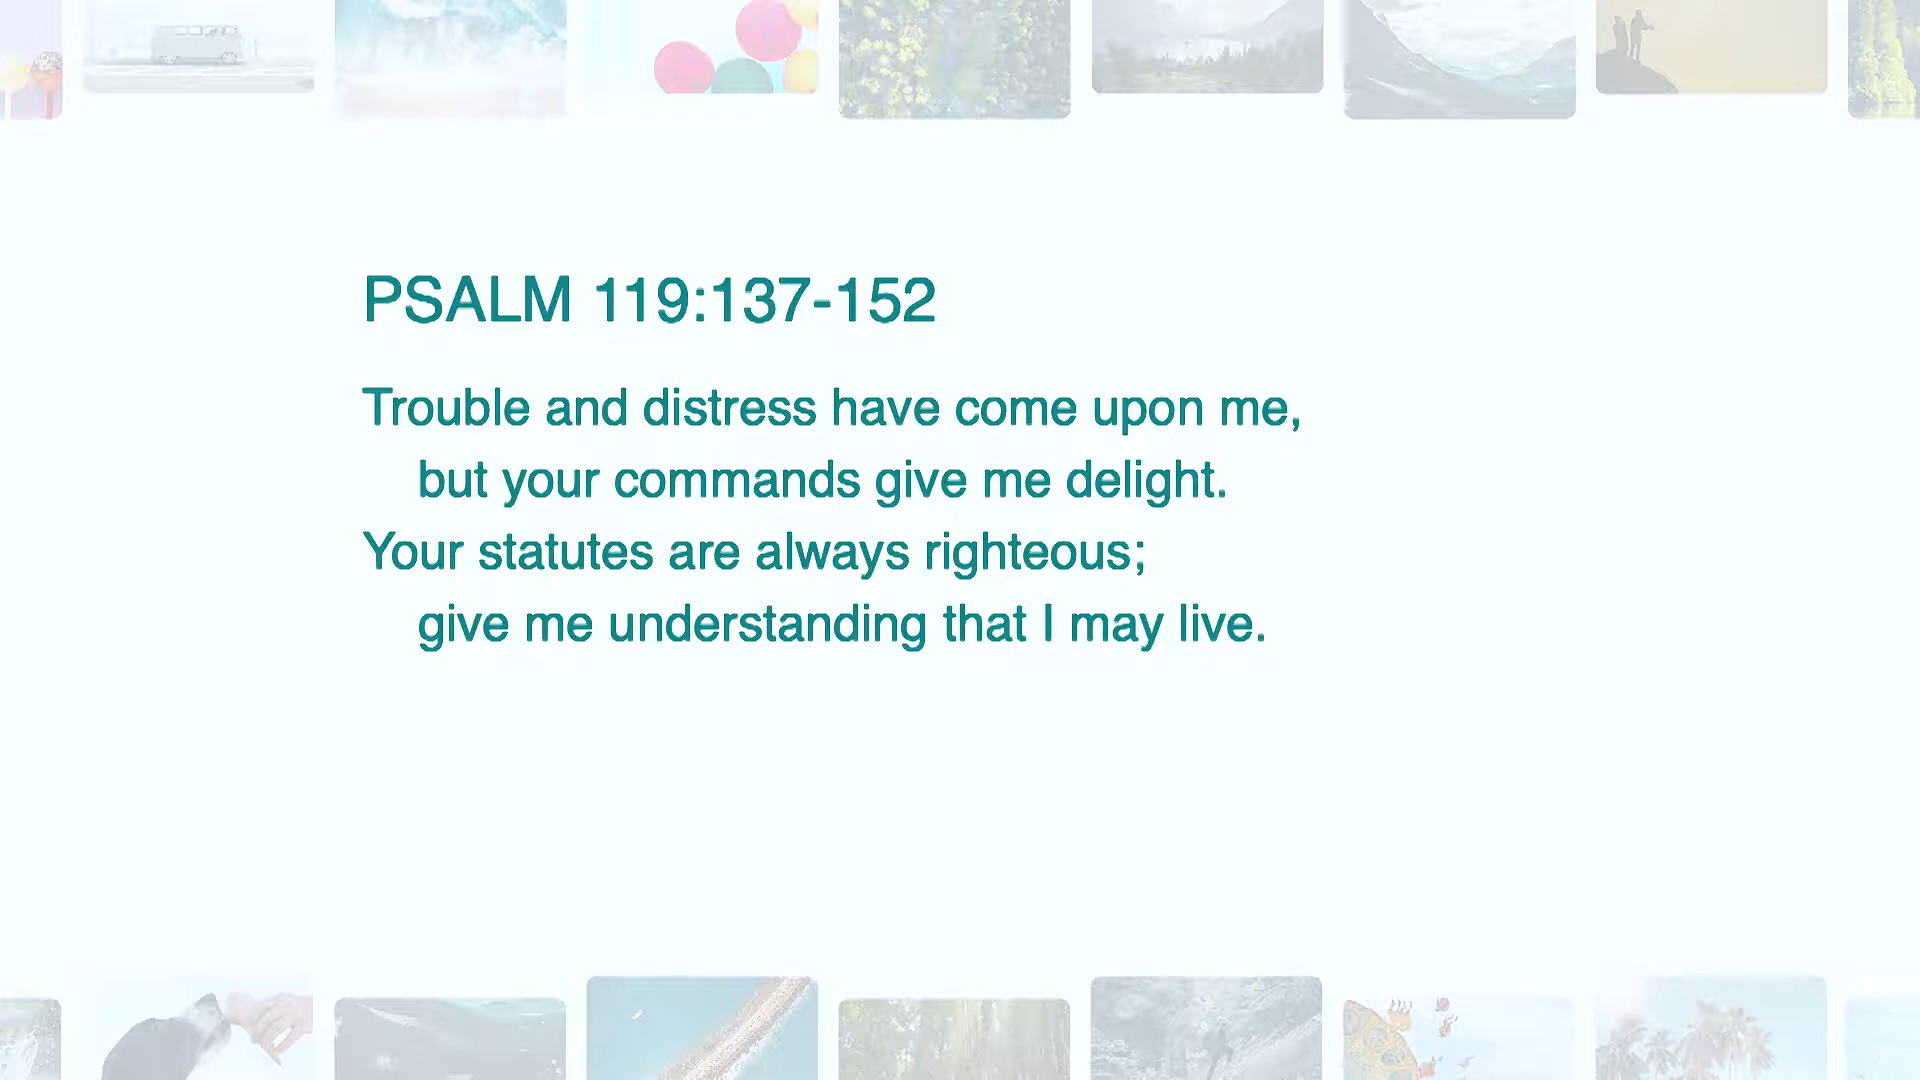 PSALM 119:137-152
Trouble and distress have come upon me,
but your commands give me delight.
Your statutes are always righteous;
give me understanding that I may live.